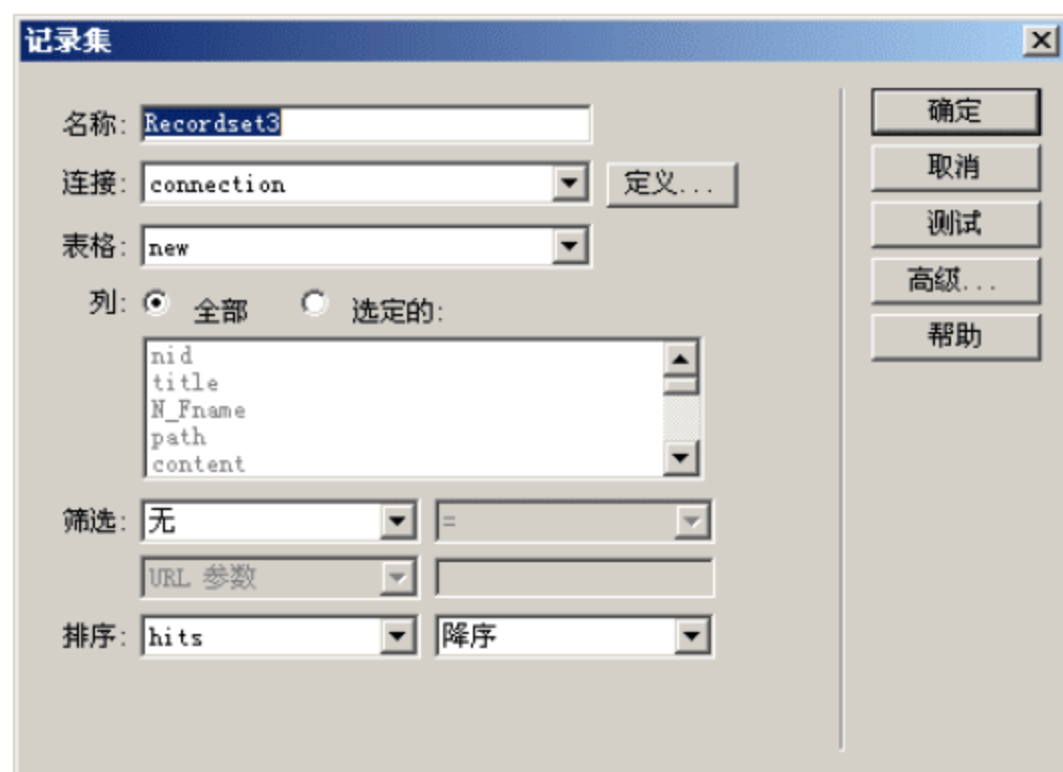 记录集
名称: Recordset3
确定
连接: connection 定义...
取消
表格: new
测试
列: 全部 选定的:
高级...
帮助
nid
title
N_Fname
path
content
筛选: 无 =
URL 参数
排序: hits 降序